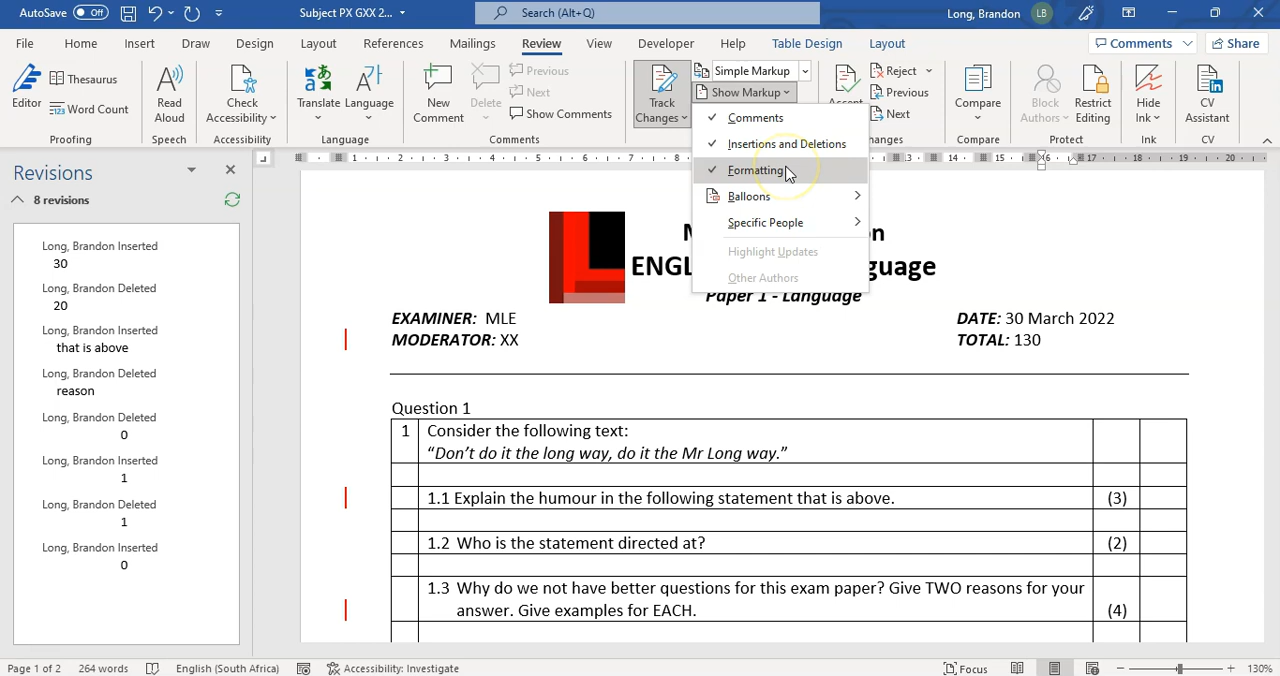 AutoSave Off Subject PX GXX 2... Search (Alt+Q) Long, Brandon LB
File Home Insert Draw Design Layout References Mailings Review View Developer Help Table Design Layout Comments Share
Editor Thesaurus Word Count Proofing
Read Aloud Speech
Check Accessibility Accessibility
Translate Language Language
New Comment Delete Previous Next Show Comments Comments
Track Changes Simple Markup Show Markup
Reject Previous Next
Compare Compare
Block Authors Restrict Editing Protect
Hide Ink Ink
CV Assistant CV
Comments
Insertions and Deletions
Formatting
Balloons
Specific People
Highlight Updates
Other Authors
Revisions
8 revisions
Long, Brandon Inserted
30
Long, Brandon Deleted
20
Long, Brandon Inserted
that is above
Long, Brandon Deleted
reason
Long, Brandon Deleted
0
Long, Brandon Inserted
1
Long, Brandon Deleted
1
Long, Brandon Inserted
0
Paper 1 - Language
EXAMINER: MLE DATE: 30 March 2022
MODERATOR: XX TOTAL: 130
Question 1
1 Consider the following text:
“Don’t do it the long way, do it the Mr Long way.”
1.1 Explain the humour in the following statement that is above. (3)
1.2 Who is the statement directed at? (2)
1.3 Why do we not have better questions for this exam paper? Give TWO reasons for your
answer. Give examples for EACH. (4)
Page 1 of 2 264 words English (South Africa) Accessibility: Investigate Focus 130%